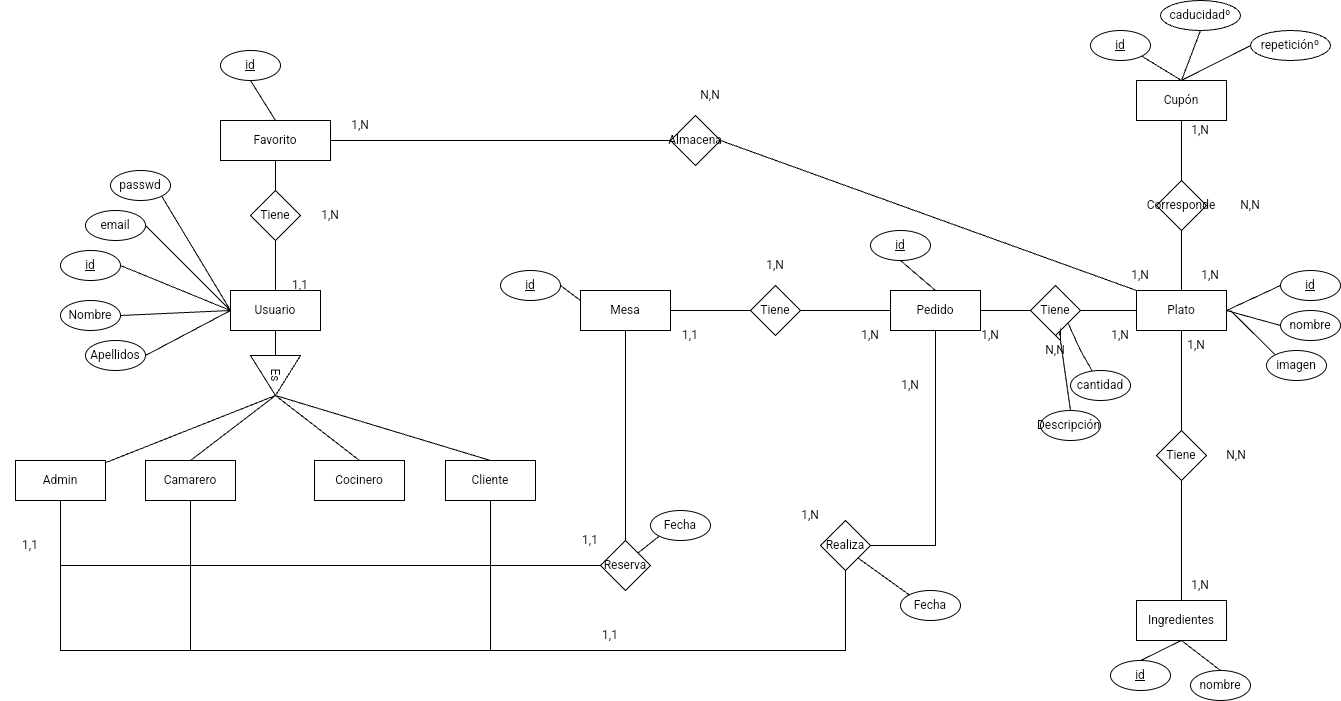 caducidadº
id
repeticiónº
id
Cupón
N,N
1,N
1,N
Favorito
Almacena
passwd
Tiene
1,N
Corresponde
N,N
email
id
id
1,N
1,N
1,N
1,1
id
id
Nombre
Usuario
Mesa
Tiene
Pedido
Tiene
Plato
nombre
1,1
1,N
1,N
1,N
1,N
N,N
Apellidos
imagen
Es
1,N
cantidad
Descripción
Tiene
N,N
Admin
Camarero
Cocinero
Cliente
1,N
Fecha
1,1
1,1
Realiza
Reserva
1,N
Fecha
Ingredientes
1,1
id
nombre